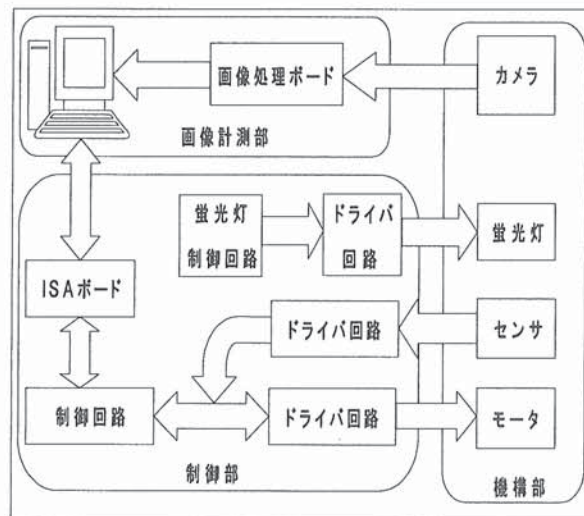 画像処理ボード
カメラ
画像計測部
蛍光灯
制御回路
ドライバ
回路
蛍光灯
ISAボード
ドライバ回路
センサ
制御回路
ドライバ回路
モータ
制御部
機構部